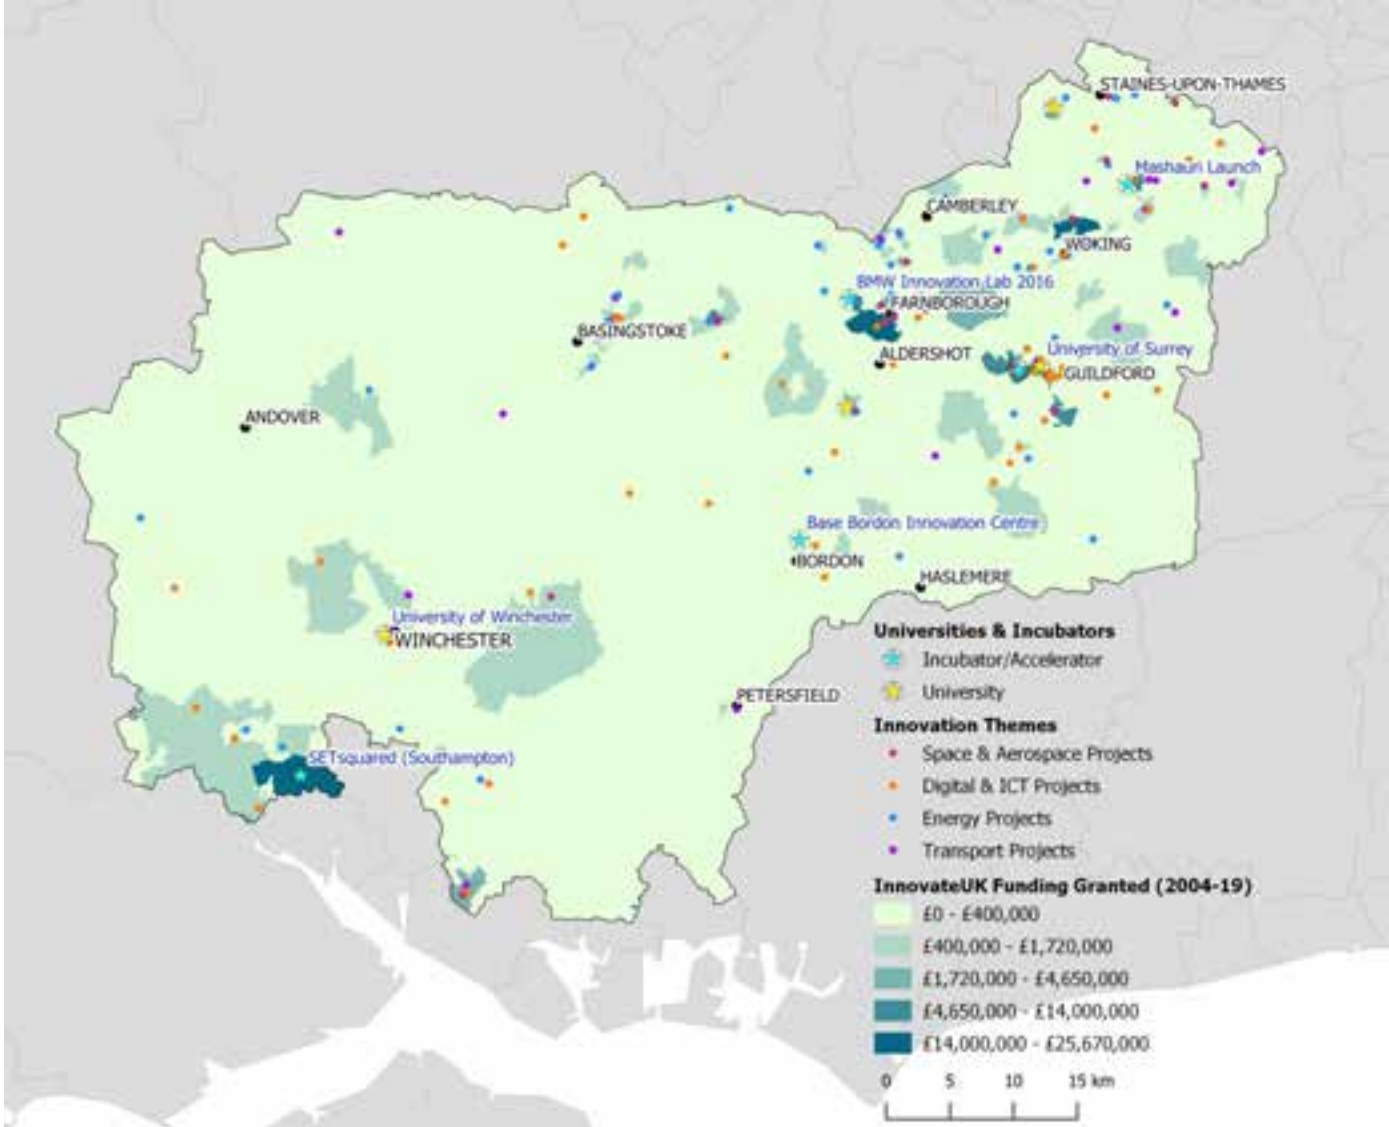 STAINES-UPON-THAMES
Mashauri Launch
CAMBERLEY
WOKING
BMW Innovation Lab 2016
FARNBOROUGH
BASINGSTOKE
ALDERSHOT
University of Surrey
GUILDFORD
ANDOVER
Base Bordon Innovation Centre
BORDON
HASLEMERE
University of Winchester
WINCHESTER
PETERSFIELD
SETsquared (Southampton)
Universities & Incubators
Incubator/Accelerator
University
Innovation Themes
Space & Aerospace Projects
Digital & ICT Projects
Energy Projects
Transport Projects
InnovateUK Funding Granted (2004-19)
£0 - £400,000
£400,000 - £1,720,000
£1,720,000 - £4,650,000
£4,650,000 - £14,000,000
£14,000,000 - £25,670,000
0 5 10 15 km